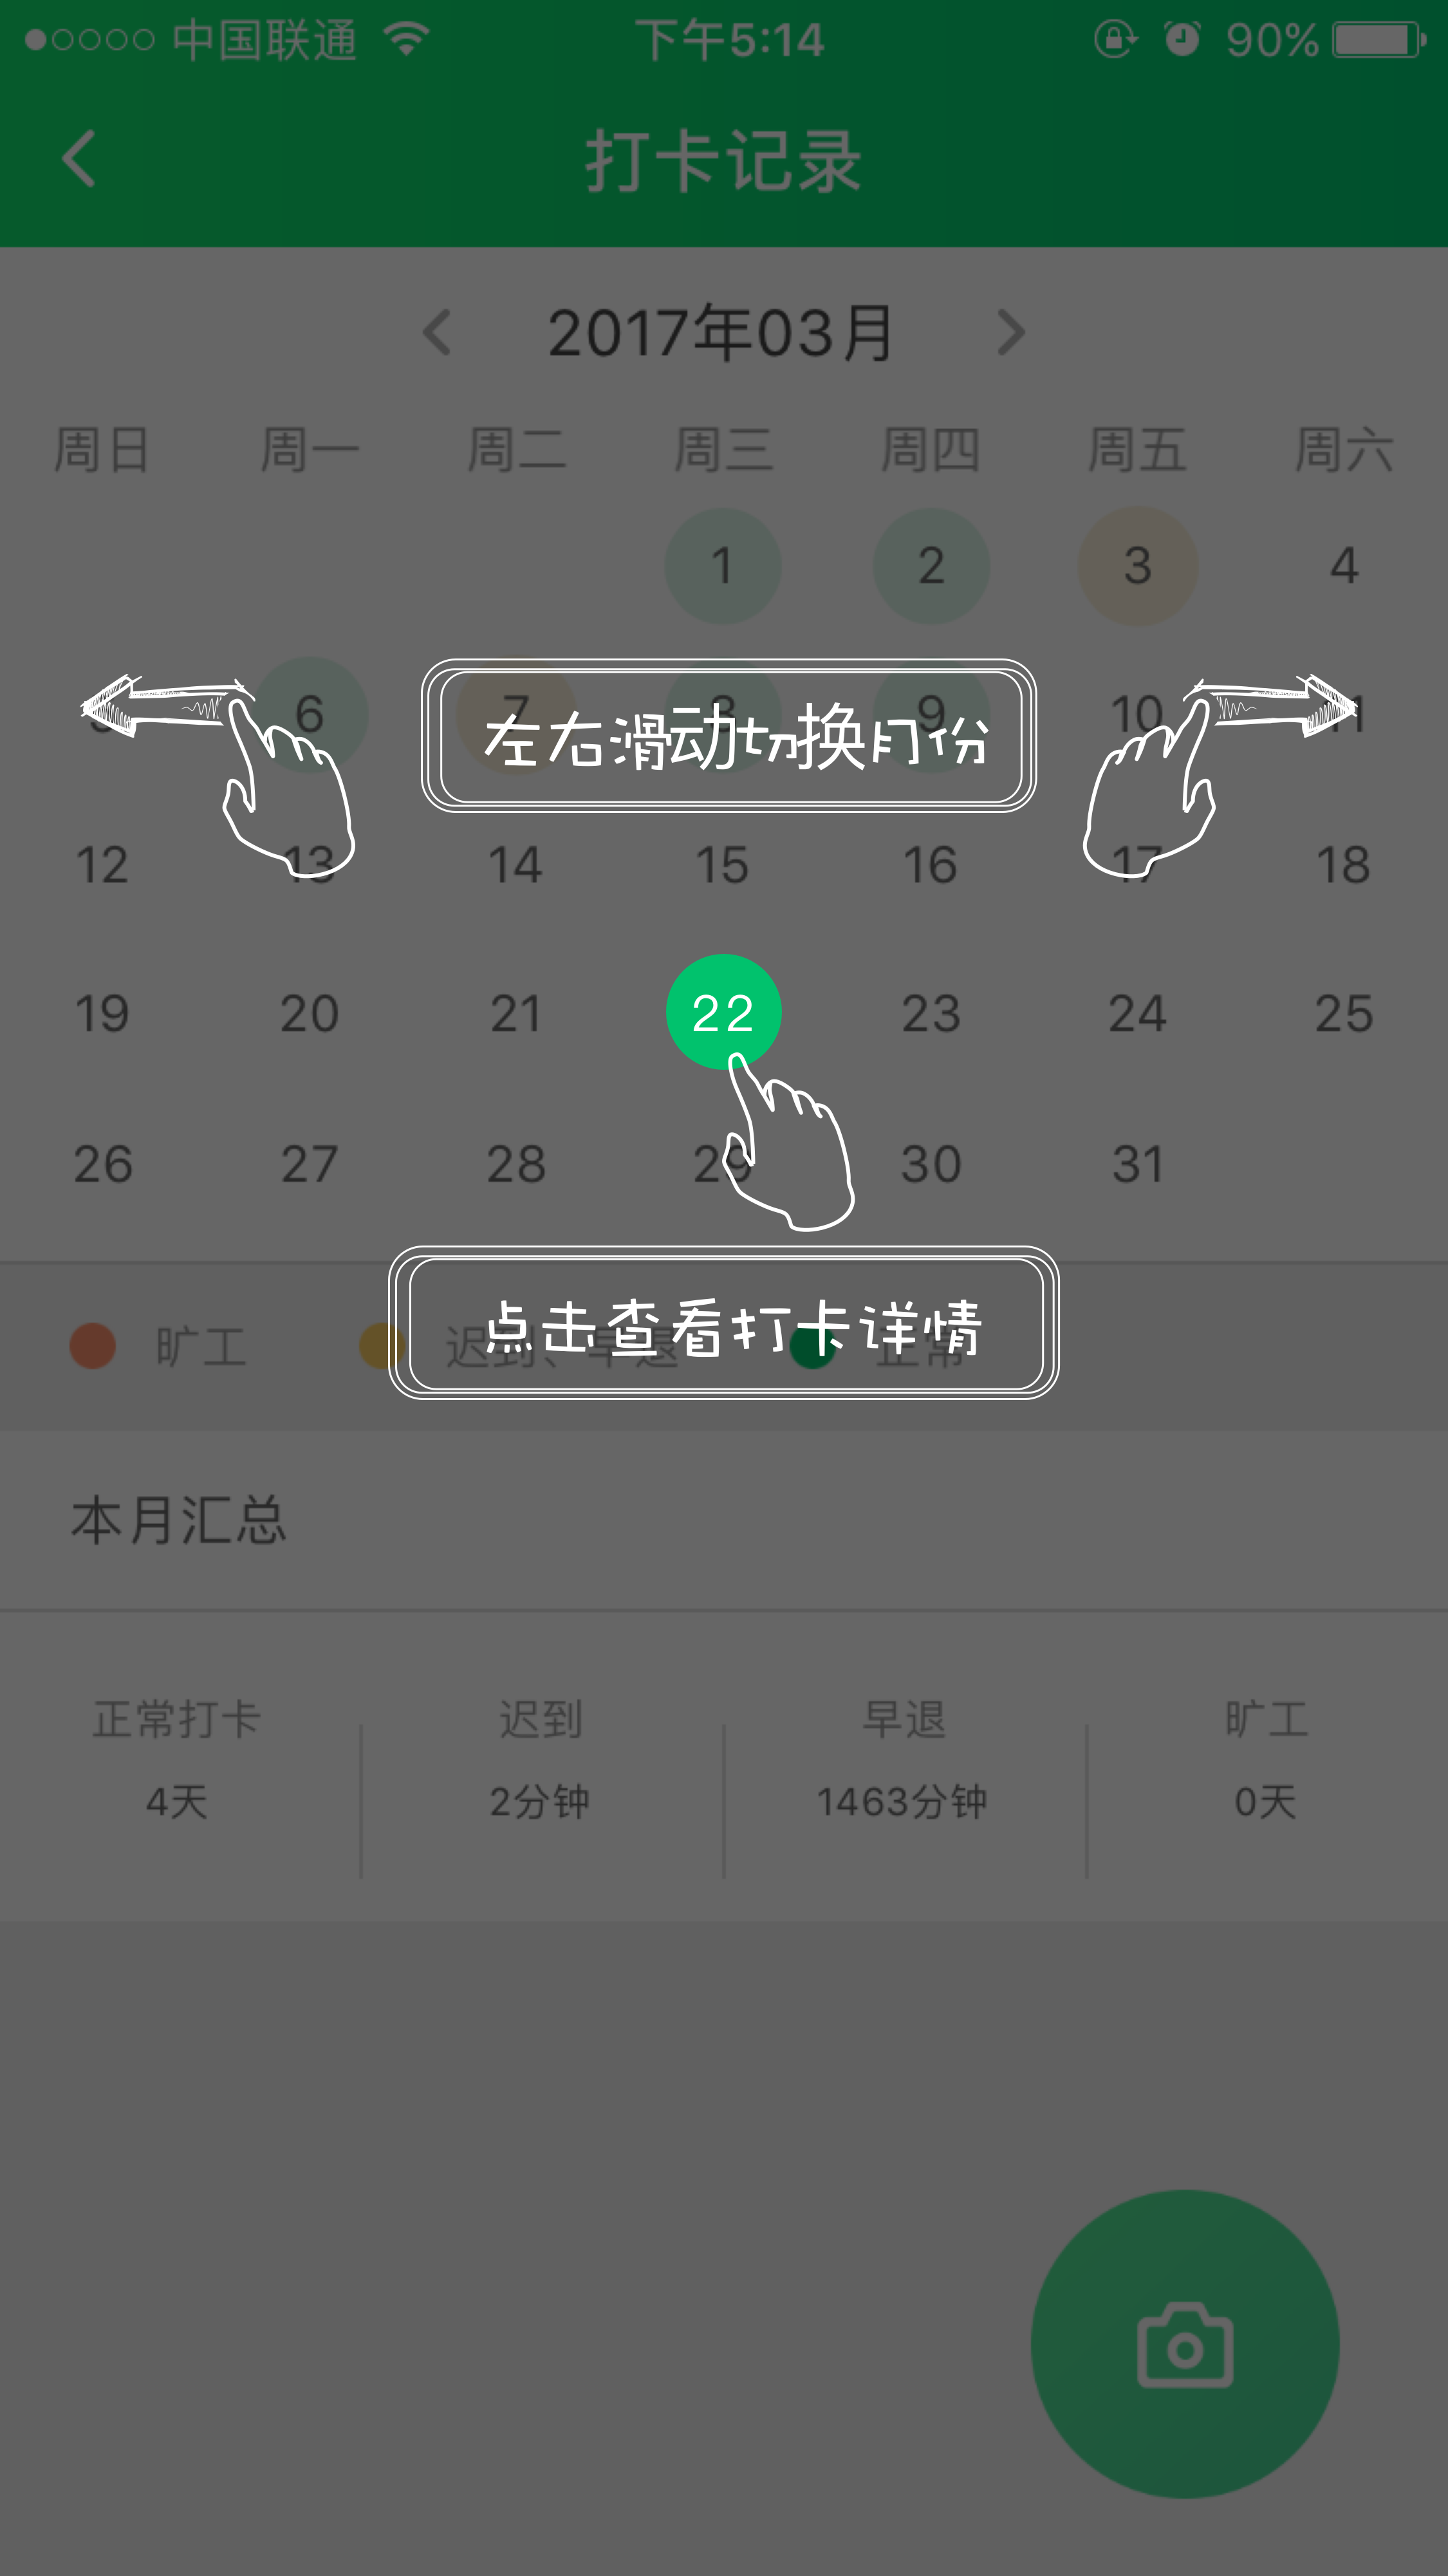 中国联通 下午5:14 90%
打卡记录
2017年03月
周日 周一 周二 周三 周四 周五 周六
1 2 3 4
5 6 7 8 9 10 11
左右滑动切换月份
12 13 14 15 16 17 18
19 20 21 22 23 24 25
26 27 28 29 30 31
点击查看打卡详情
旷工 迟到、早退 正常
本月汇总
正常打卡 迟到 早退 旷工
4天 2分钟 1463分钟 0天